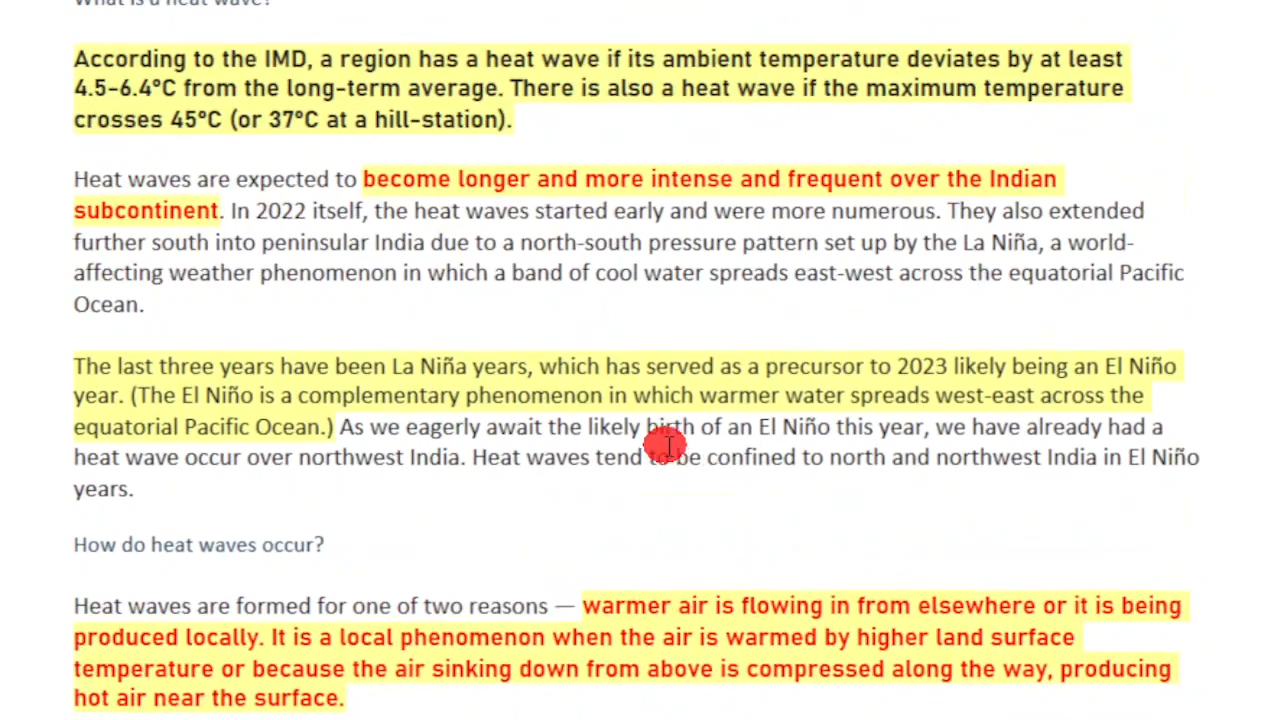 What is a heat wave?
According to the IMD, a region has a heat wave if its ambient temperature deviates by at least
4.5–6.4°C from the long-term average. There is also a heat wave if the maximum temperature
crosses 45°C (or 37°C at a hill-station).
Heat waves are expected to become longer and more intense and frequent over the Indian
subcontinent. In 2022 itself, the heat waves started early and were more numerous. They also extended
further south into peninsular India due to a north-south pressure pattern set up by the La Niña, a world-
affecting weather phenomenon in which a band of cool water spreads east-west across the equatorial Pacific
Ocean.
The last three years have been La Niña years, which has served as a precursor to 2023 likely being an El Niño
year. (The El Niño is a complementary phenomenon in which warmer water spreads west-east across the
equatorial Pacific Ocean.) As we eagerly await the likely birth of an El Niño this year, we have already had a
heat wave occur over northwest India. Heat waves tend to be confined to north and northwest India in El Niño
years.
How do heat waves occur?
Heat waves are formed for one of two reasons — warmer air is flowing in from elsewhere or it is being
produced locally. It is a local phenomenon when the air is warmed by higher land surface
temperature or because the air sinking down from above is compressed along the way, producing
hot air near the surface.